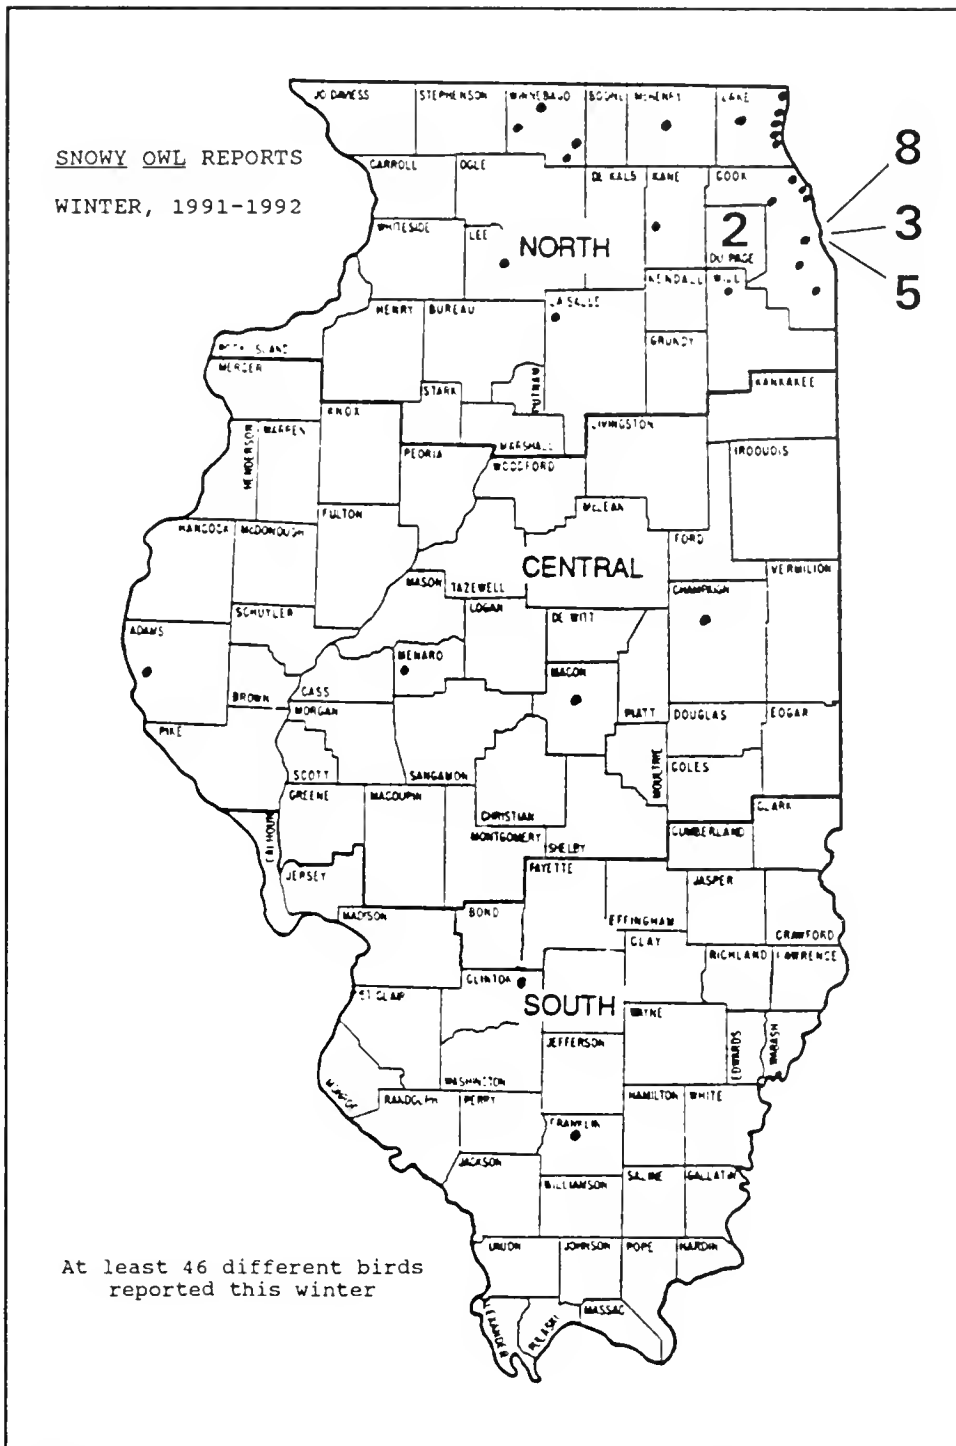 SNOWY OWL REPORTS
WINTER, 1991-1992
JO DAVIESS STEPHENSON WINNEBAGO BOONE MCHENRY LAKE
8
CARROLL OGLE DE KALB KANE COOK
3
WHITESIDE LEE NORTH 2
DU PAGE
5
KENDALL WILL
HENRY BUREAU LA SALLE
ROCK ISLAND GRUNDY
MERCER KANKAKEE
STARK PUTNAM
KNOX
WARREN LIVINGSTON
HENDERSON PEORIA MARSHALL IROQUOIS
WOODFORD
FULTON MCLEAN
HANCOCK MCDONOUGH FORD
CENTRAL VERMILION
MASON TAZEWELL CHAMPAIGN
SCHUYLER LOGAN DE WITT
ADAMS
MENARD MACON
BROWN CASS
MORGAN PIATT DOUGLAS EDGAR
PIKE
SCOTT SANGAMON MOULTRIE COLES
GREENE MACOUPIN CLARK
CHRISTIAN
CALHOUN MONTGOMERY CUMBERLAND
SHELBY
JERSEY FAYETTE JASPER
MADISON BOND EFFINGHAM
CLAY CRAWFORD
RICHLAND LAWRENCE
CLINTON
ST CLAIR SOUTH WAYNE
EDWARDS WABASH
JEFFERSON
WASHINGTON
MONROE RANDOLPH PERRY HAMILTON WHITE
FRANKLIN
JACKSON
WILLIAMSON SALINE GALLATIN
UNION JOHNSON POPE HARDIN
At least 46 different birds
reported this winter
ALEXANDER PULASKI MASSAC